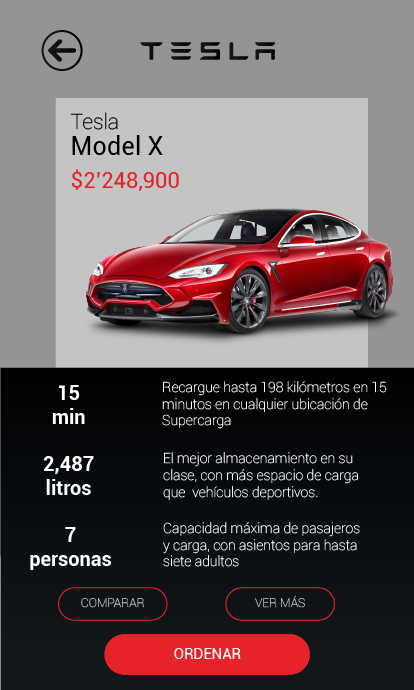 TESLA
Tesla
Model X
$2'248,900
15
min
Recargue hasta 198 kilómetros en 15
minutos en cualquier ubicación de
Supercarga
2,487
litros
El mejor almacenamiento en su
clase, con más espacio de carga
que vehículos deportivos.
7
personas
Capacidad máxima de pasajeros
y carga, con asientos para hasta
siete adultos
COMPARAR
VER MÁS
ORDENAR